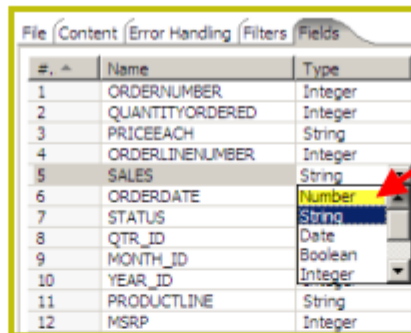 File Content Error Handling Filters Fields
#. Name Type
1 ORDERNUMBER Integer
2 QUANTITYORDERED Integer
3 PRICEEACH String
4 ORDERLINENUMBER Integer
5 SALES String
6 ORDERDATE Number
7 STATUS String
8 QTR_ID Date
9 MONTH_ID Boolean
10 YEAR_ID Integer
11 PRODUCTLINE String
12 MSRP Integer